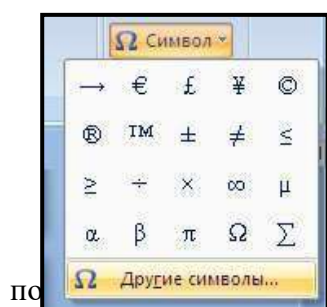 Ω Символ
→ € £ ¥ ©
® ™ ± ≠ ≤
≥ ÷ × ∞ µ
α β π Ω ∑
Ω Другие символы...
по